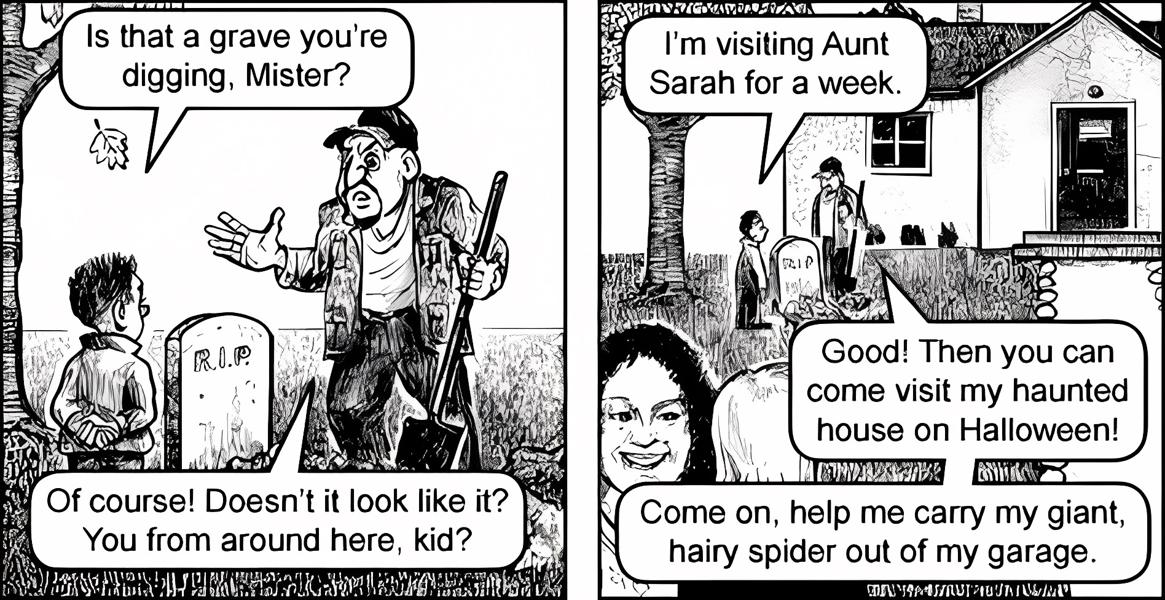 Is that a grave you're
digging, Mister?
R.I.P.
Of course! Doesn't it look like it?
You from around here, kid?
I'm visiting Aunt
Sarah for a week.
R.I.P
Good! Then you can
come visit my haunted
house on Halloween!
Come on, help me carry my giant,
hairy spider out of my garage.